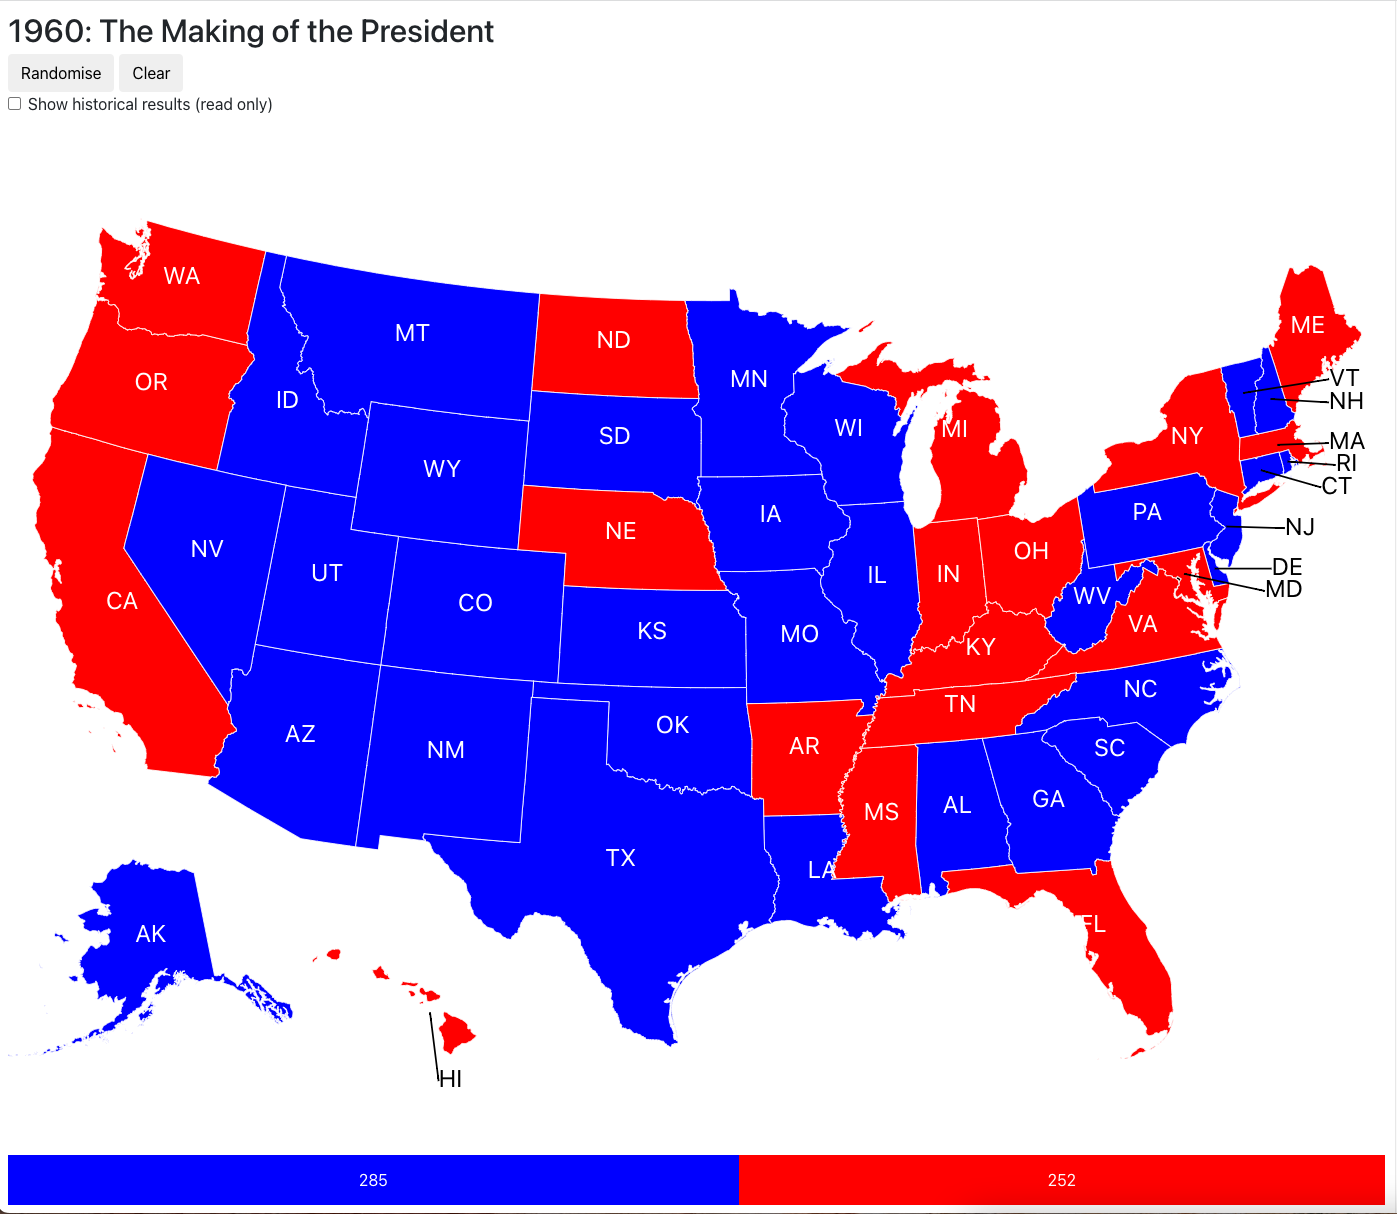 1960: The Making of the President
Randomise Clear
Show historical results (read only)
WA
ME
MT
ND
OR
VT
MN
ID
NH
WI
MI
SD
NY
MA
WY
RI
CT
PA
IA
NE
NJ
NV
OH
DE
UT
IN
IL
MD
WV
CA
CO
VA
KS
MO
KY
NC
TN
OK
AZ
AR
SC
NM
GA
AL
MS
TX
LA
FL
AK
HI
285 252